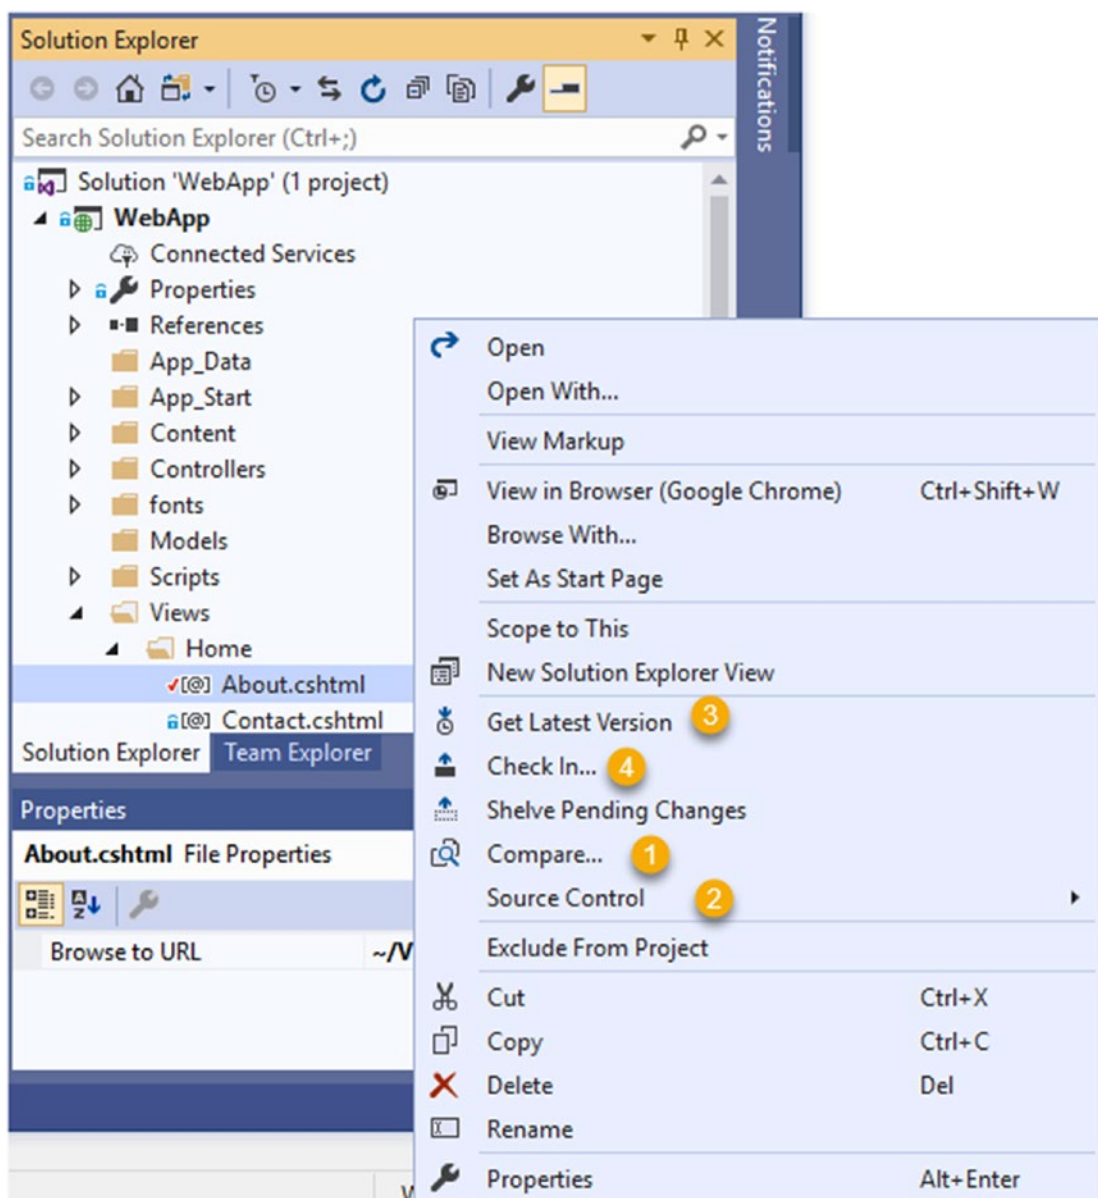 Solution Explorer
Notifications
Search Solution Explorer (Ctrl+;)
Solution 'WebApp' (1 project)
WebApp
Connected Services
Properties
References
App_Data
App_Start
Content
Controllers
fonts
Models
Scripts
Views
Home
[@] About.cshtml
[@] Contact.cshtml
Solution Explorer Team Explorer
Properties
About.cshtml File Properties
Browse to URL ~/V
Open
Open With...
View Markup
View in Browser (Google Chrome) Ctrl+Shift+W
Browse With...
Set As Start Page
Scope to This
New Solution Explorer View
Get Latest Version 3
Check In... 4
Shelve Pending Changes
Compare... 1
Source Control 2
Exclude From Project
Cut Ctrl+X
Copy Ctrl+C
Delete Del
Rename
Properties Alt+Enter